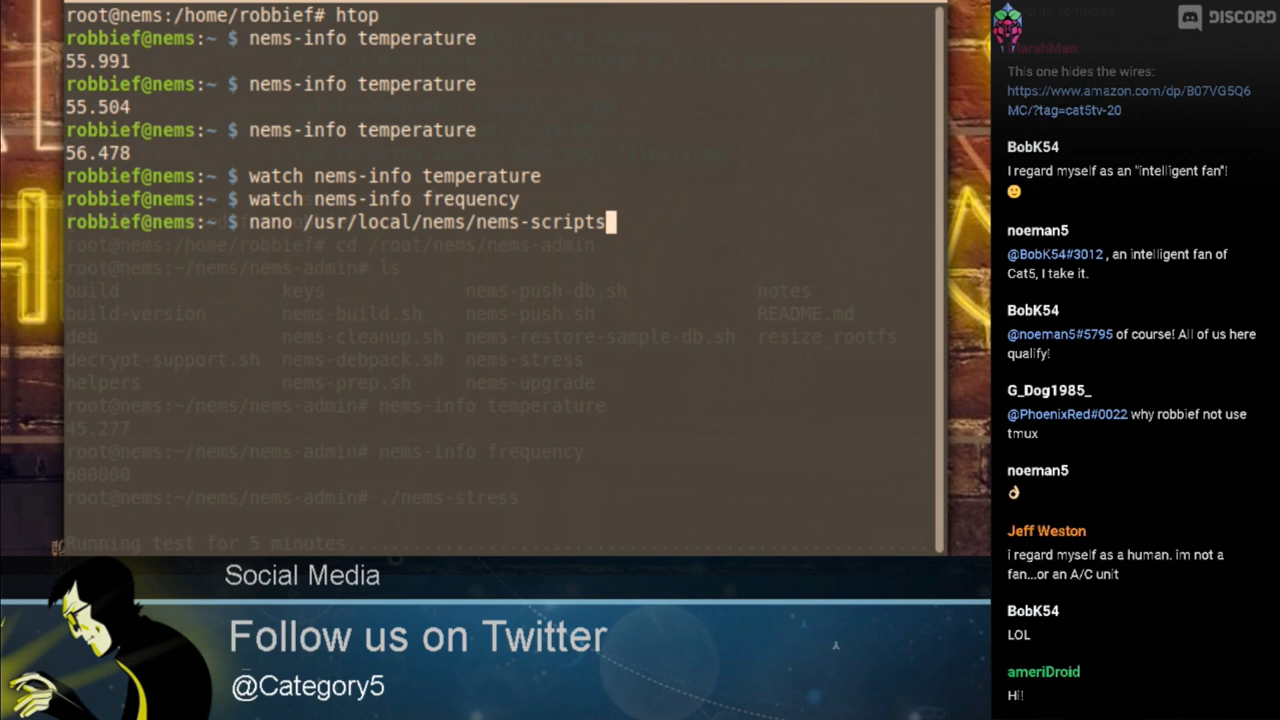 root@nems:/home/robbief# htop
robbief@nems:~ $ nems-info temperature
55.991
robbief@nems:~ $ nems-info temperature
55.504
robbief@nems:~ $ nems-info temperature
56.478
robbief@nems:~ $ watch nems-info temperature
robbief@nems:~ $ watch nems-info frequency
robbief@nems:~ $ nano /usr/local/nems/nems-scripts
root@nems:/home/robbief# cd /root/nems/nems-admin
root@nems:~/nems/nems-admin# ls
build keys nems-push-db.sh notes
build-version nems-build.sh nems-push.sh README.md
deb nems-cleanup.sh nems-restore-sample-db.sh resize_rootfs
decrypt-support.sh nems-debpack.sh nems-stress
helpers nems-prep.sh nems-upgrade
root@nems:~/nems/nems-admin# nems-info temperature
45.277
root@nems:~/nems/nems-admin# nems-info frequency
600000
root@nems:~/nems/nems-admin# ./nems-stress
Running test for 5 minutes
Social Media
Follow us on Twitter
@Category5
DISCORD
MarshMan
This one hides the wires:
https://www.amazon.com/dp/B07VG5Q6
MC/?tag=cat5tv-20
BobK54
I regard myself as an "intelligent fan"!
noeman5
@BobK54#3012 , an intelligent fan of
Cat5, I take it.
BobK54
@noeman5#5795 of course! All of us here
qualify!
G_Dog1985_
@PhoenixRed#0022 why robbief not use
tmux
noeman5
Jeff Weston
i regard myself as a human. im not a
fan...or an A/C unit
BobK54
LOL
ameriDroid
Hi!